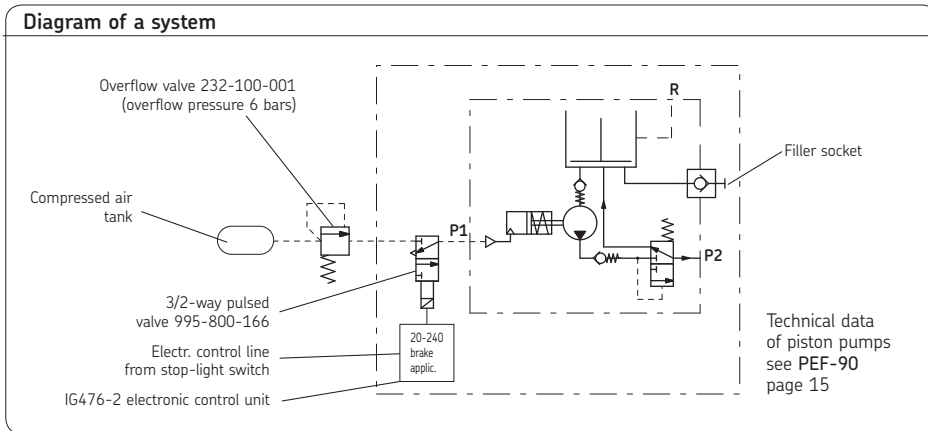 Diagram of a system
Overflow valve 232-100-001
(overflow pressure 6 bars)
R
Filler socket
Compressed air
tank
P1
P2
3/2-way pulsed
valve 995-800-166
Electr. control line
from stop-light switch
20-240
brake
applic.
IG476-2 electronic control unit
Technical data
of piston pumps
see PEF-90
page 15